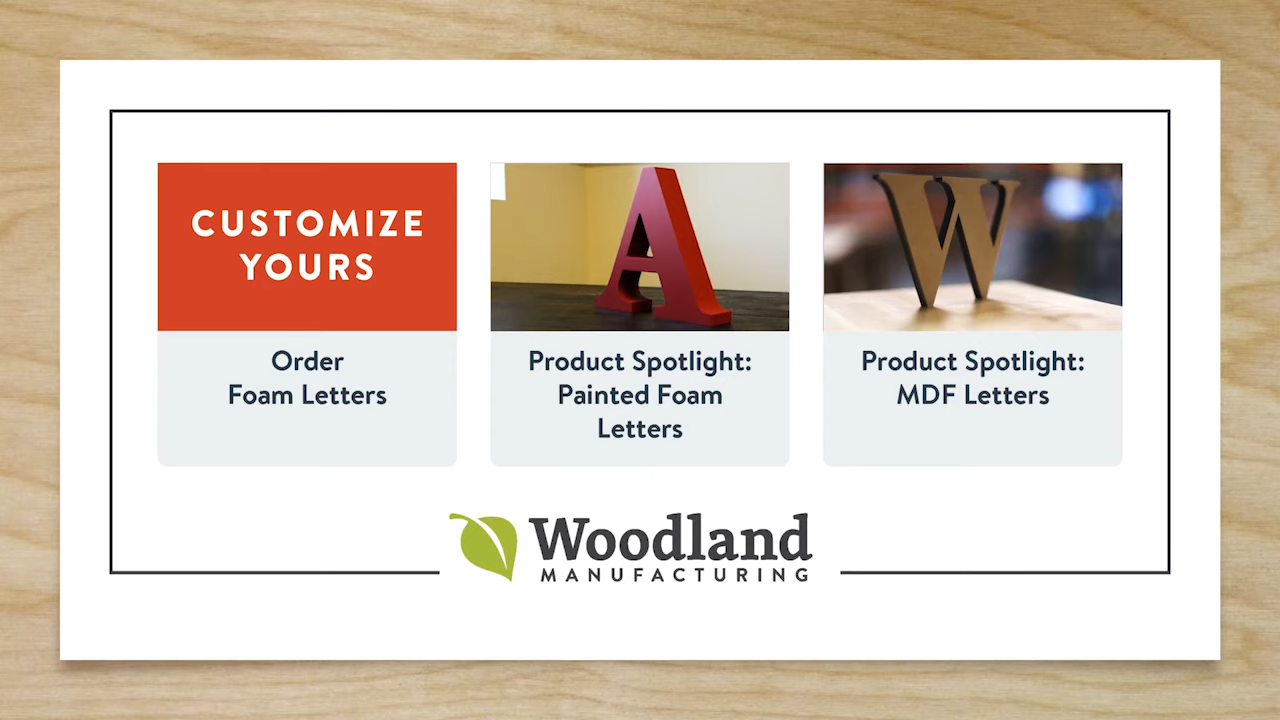 CUSTOMIZE
YOURS
Order
Foam Letters
A
Product Spotlight:
Painted Foam
Letters
W
Product Spotlight:
MDF Letters
Woodland
MANUFACTURING